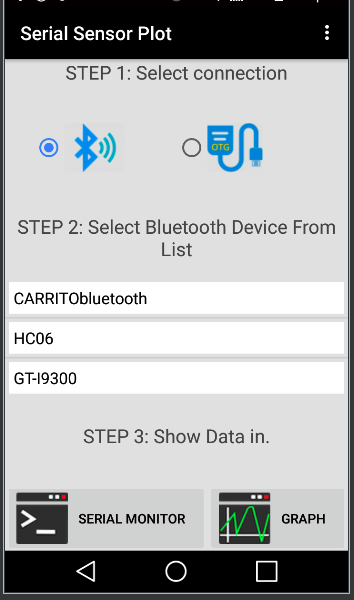 Serial Sensor Plot
STEP 1: Select connection
OTG
STEP 2: Select Bluetooth Device From
List
CARRITObluetooth
HC06
GT-I9300
STEP 3: Show Data in.
SERIAL MONITOR
GRAPH